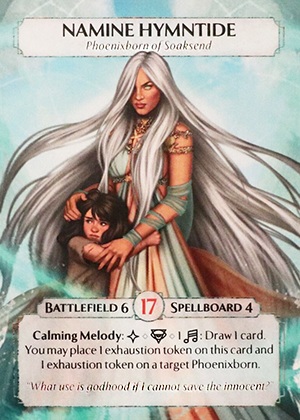 NAMINE HYMNTIDE
Phoenixborn of Soaksend
BATTLEFIELD 6 17 SPELLBOARD 4
Calming Melody: 1 : Draw 1 card.
You may place 1 exhaustion token on this card and
1 exhaustion token on a target Phoenixborn.
"What use is godhood if I cannot save the innocent?"